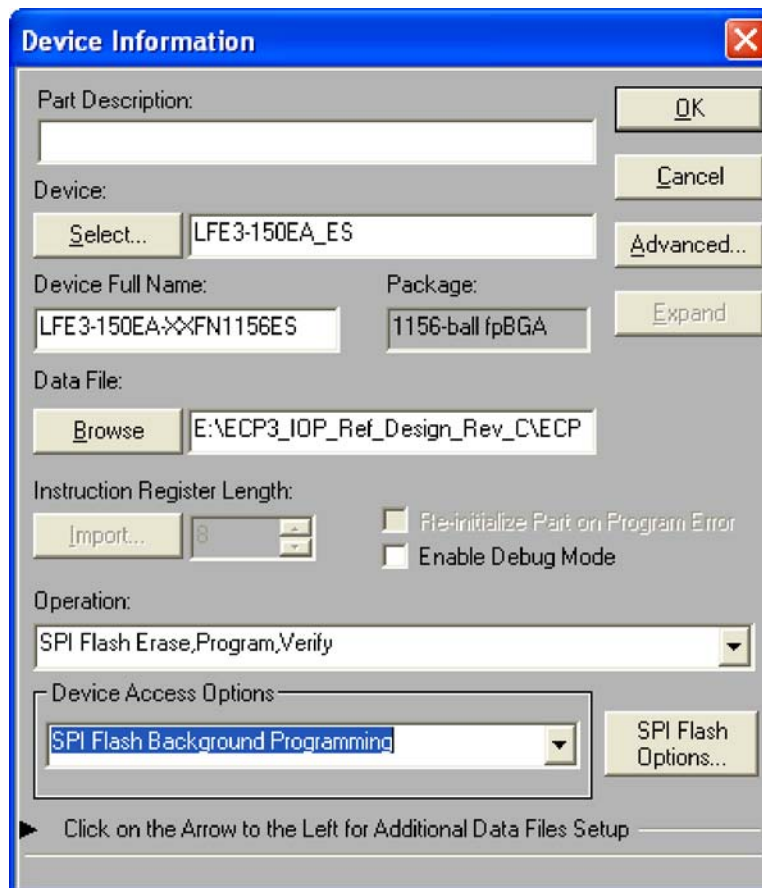 Device Information
Part Description:
OK
Cancel
Device:
Select...
LFE3-150EA_ES
Advanced...
Device Full Name:
Package:
LFE3-150EA-XXFN1156ES
1156-ball fpBGA
Expand
Data File:
Browse
E:\ECP3_IOP_Ref_Design_Rev_C\ECP
Instruction Register Length:
Import...
8
Re-initialize Part on Program Error
Enable Debug Mode
Operation:
SPI Flash Erase,Program,Verify
Device Access Options
SPI Flash Background Programming
SPI Flash
Options...
Click on the Arrow to the Left for Additional Data Files Setup